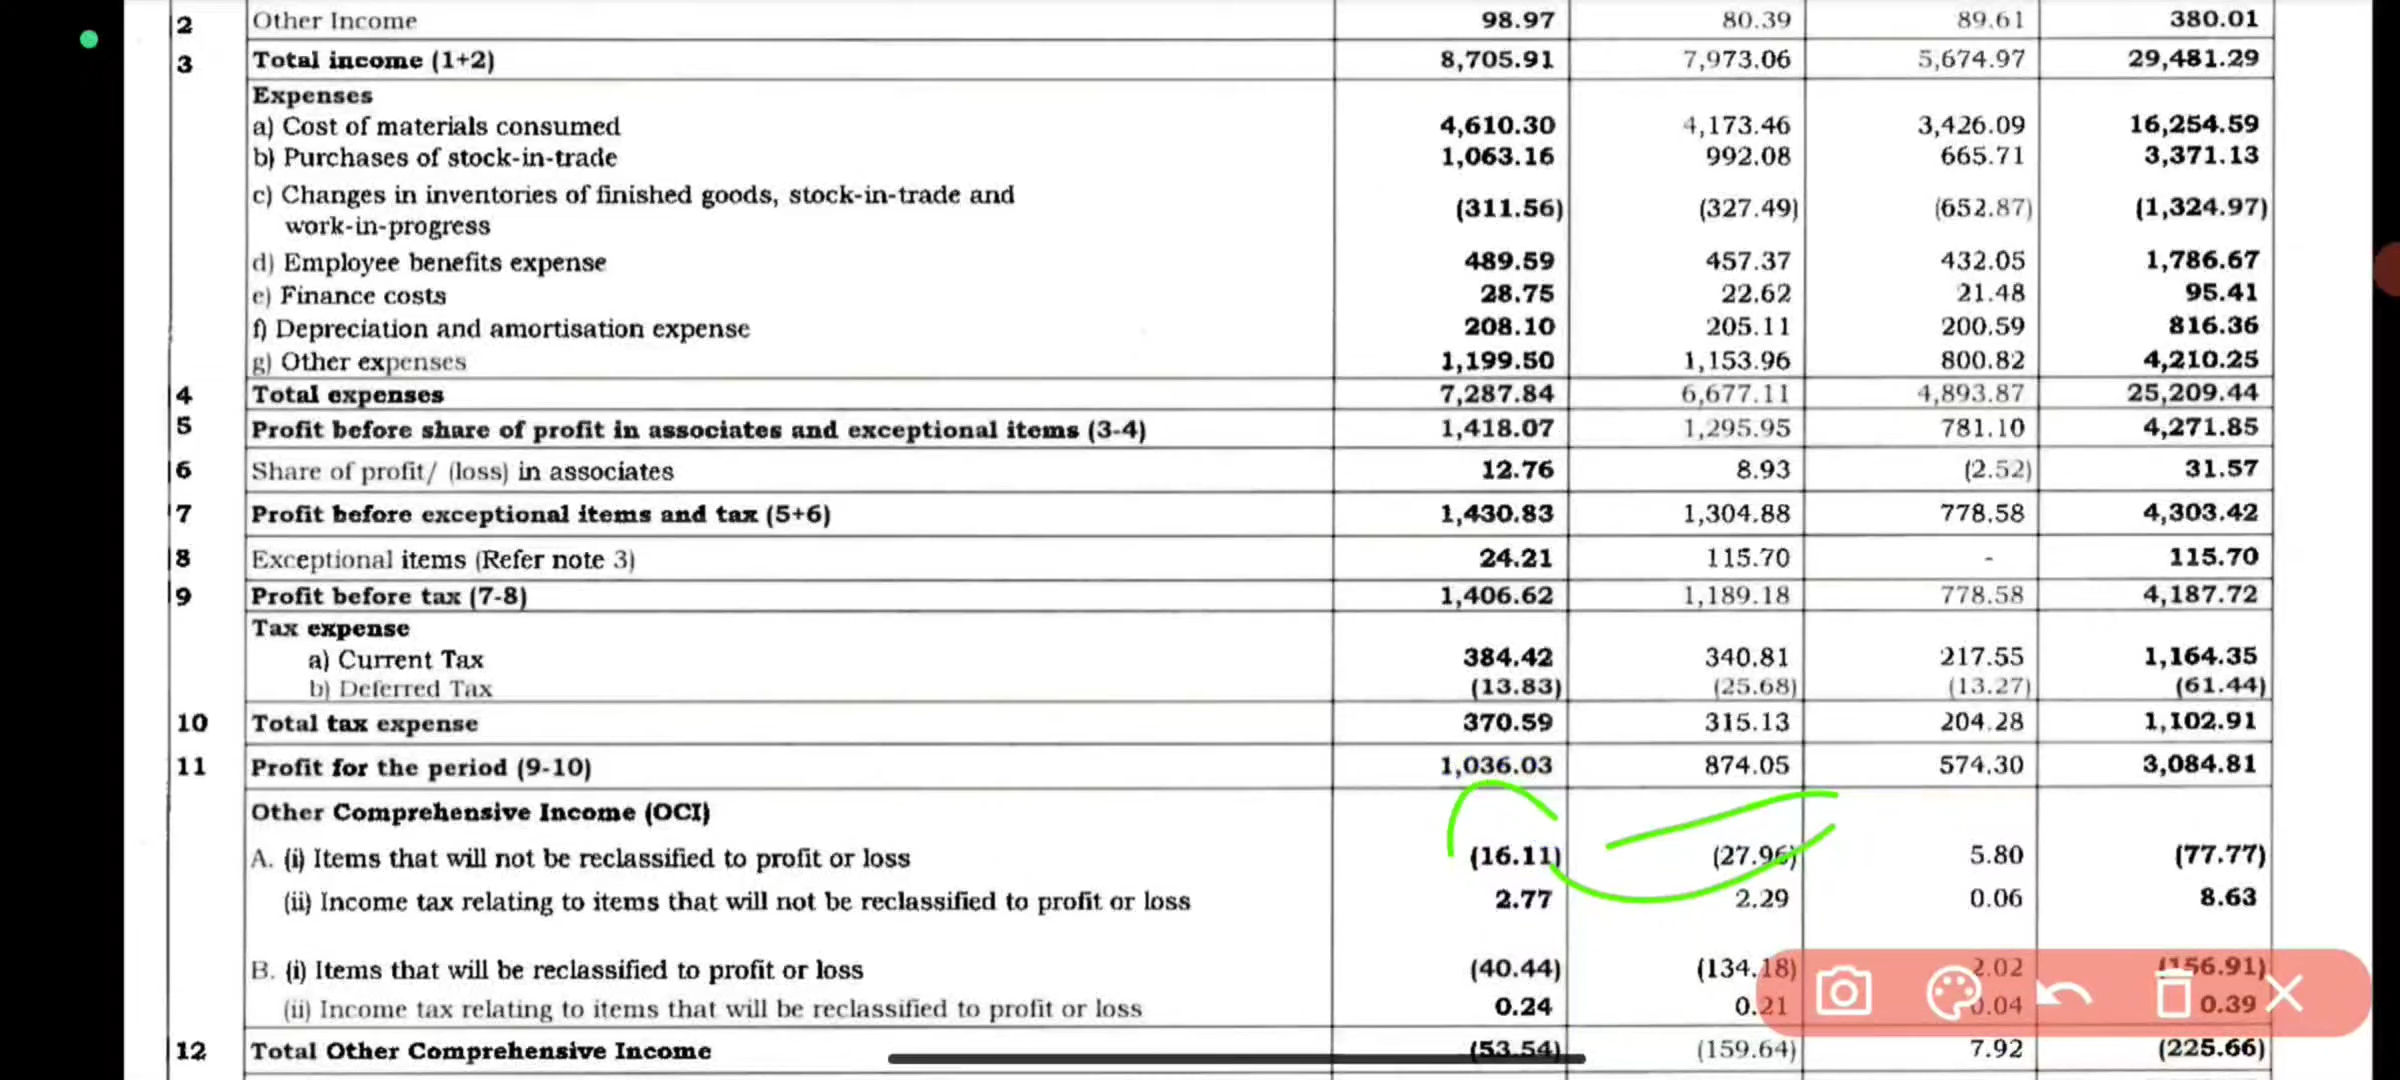 2 Other Income 98.97 80.39 89.61 380.01
3 Total income (1+2) 8,705.91 7,973.06 5,674.97 29,481.29
Expenses
a) Cost of materials consumed 4,610.30 4,173.46 3,426.09 16,254.59
b) Purchases of stock-in-trade 1,063.16 992.08 665.71 3,371.13
c) Changes in inventories of finished goods, stock-in-trade and
work-in-progress (311.56) (327.49) (652.87) (1,324.97)
d) Employee benefits expense 489.59 457.37 432.05 1,786.67
e) Finance costs 28.75 22.62 21.48 95.41
f) Depreciation and amortisation expense 208.10 205.11 200.59 816.36
g) Other expenses 1,199.50 1,153.96 800.82 4,210.25
4 Total expenses 7,287.84 6,677.11 4,893.87 25,209.44
5 Profit before share of profit in associates and exceptional items (3-4) 1,418.07 1,295.95 781.10 4,271.85
6 Share of profit/ (loss) in associates 12.76 8.93 (2.52) 31.57
7 Profit before exceptional items and tax (5+6) 1,430.83 1,304.88 778.58 4,303.42
8 Exceptional items (Refer note 3) 24.21 115.70 - 115.70
9 Profit before tax (7-8) 1,406.62 1,189.18 778.58 4,187.72
Tax expense
a) Current Tax 384.42 340.81 217.55 1,164.35
b) Deferred Tax (13.83) (25.68) (13.27) (61.44)
10 Total tax expense 370.59 315.13 204.28 1,102.91
11 Profit for the period (9-10) 1,036.03 874.05 574.30 3,084.81
Other Comprehensive Income (OCI)
A. (i) Items that will not be reclassified to profit or loss (16.11) (27.96) 5.80 (77.77)
(ii) Income tax relating to items that will not be reclassified to profit or loss 2.77 2.29 0.06 8.63
B. (i) Items that will be reclassified to profit or loss (40.44) (134.18) 2.02 (156.91)
(ii) Income tax relating to items that will be reclassified to profit or loss 0.24 0.21 0.04 0.39
12 Total Other Comprehensive Income (53.54) (159.64) 7.92 (225.66)